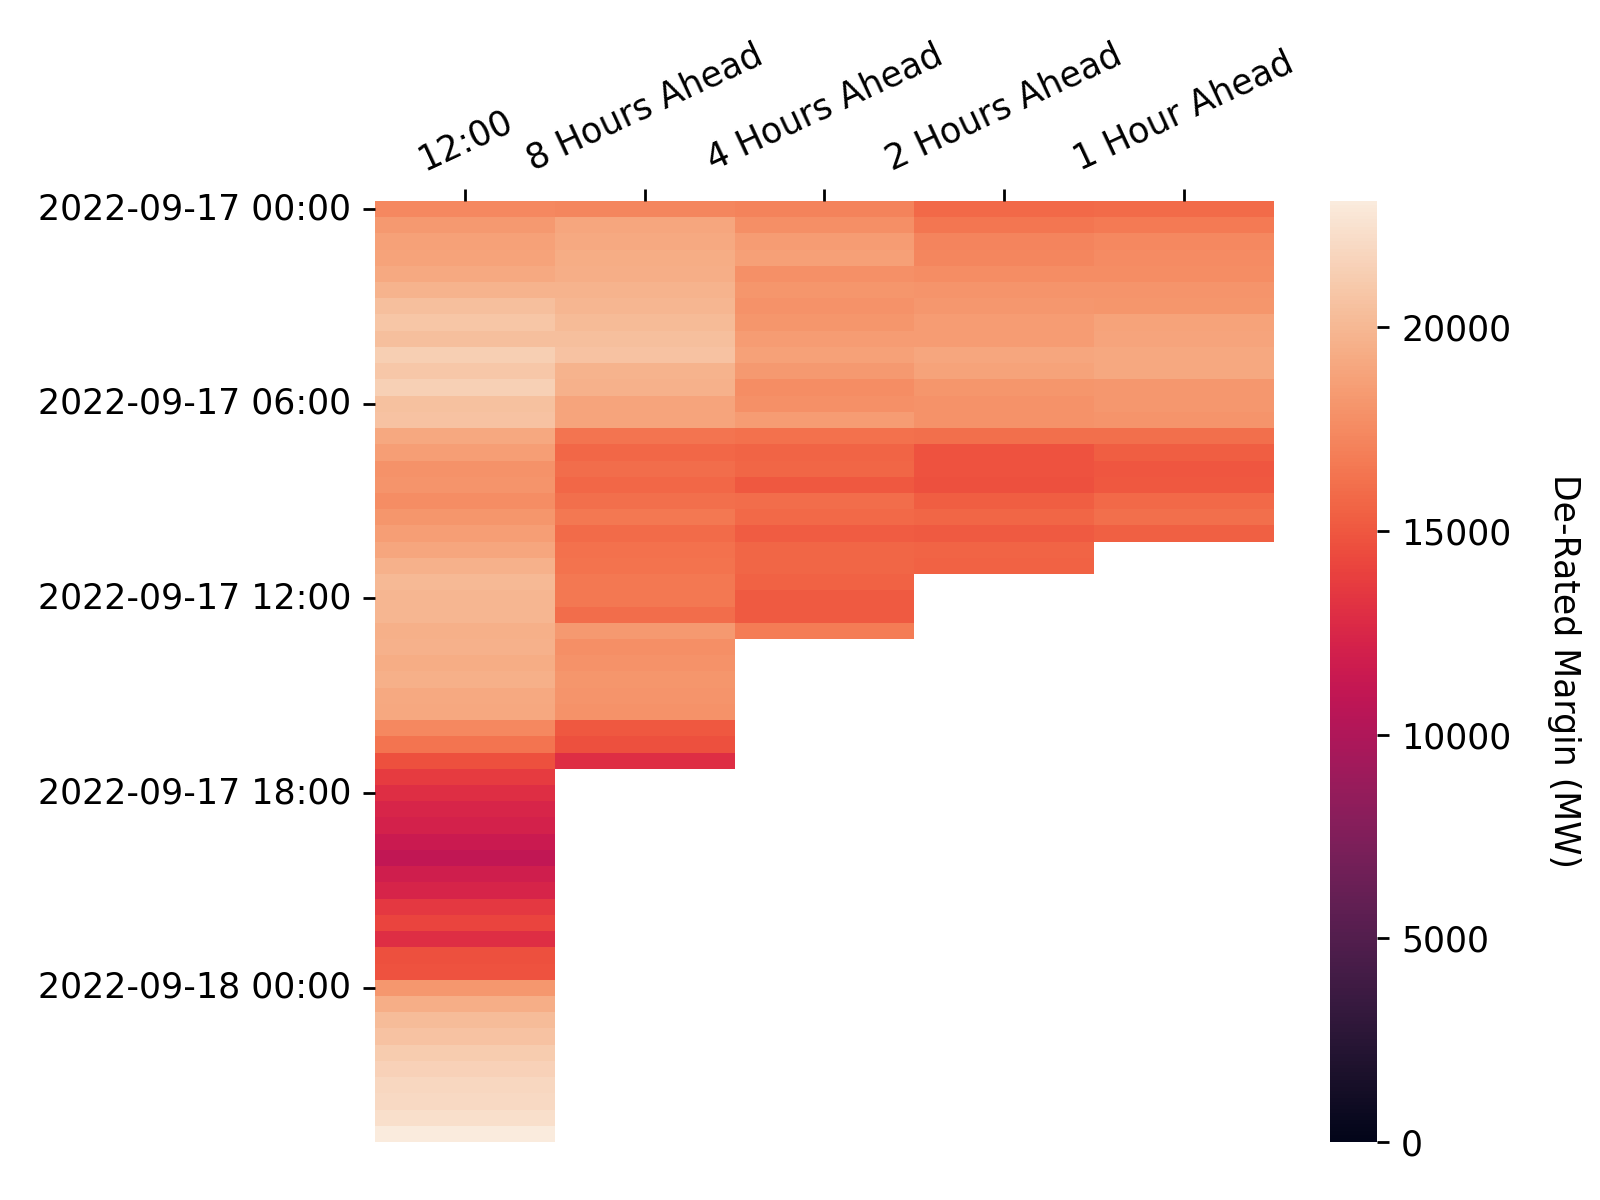 12:00
8 Hours Ahead
4 Hours Ahead
2 Hours Ahead
1 Hour Ahead
2022-09-17 00:00
2022-09-17 06:00
2022-09-17 12:00
2022-09-17 18:00
2022-09-18 00:00
20000
15000
10000
5000
0
De-Rated Margin (MW)